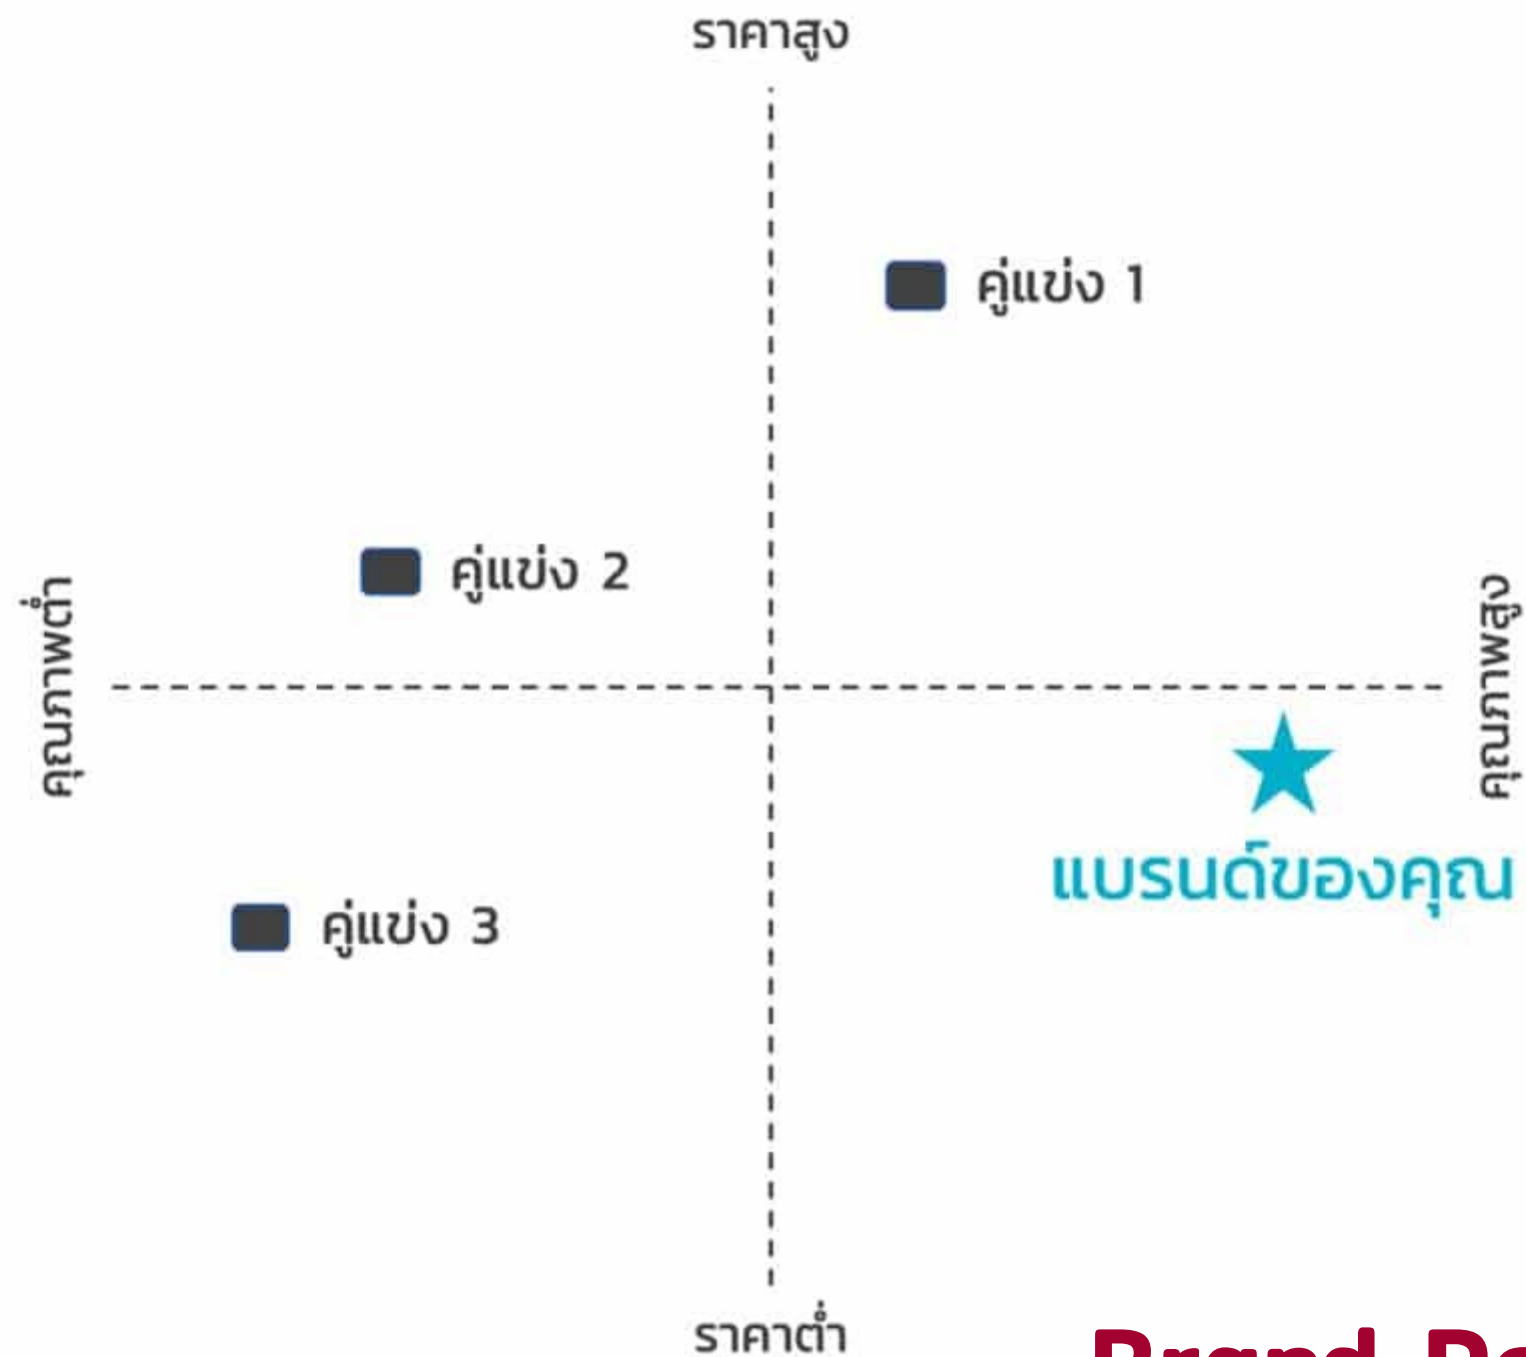 ราคาสูง
คู่แข่ง 1
คู่แข่ง 2
คุณภาพต่ำ
คุณภาพสูง
แบรนด์ของคุณ
คู่แข่ง 3
ราคาต่ำ
Brand